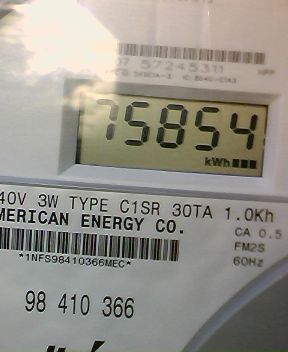 57245311
75854
kWh
40V 3W TYPE C1SR 30TA 1.0Kh
MERICAN ENERGY CO.
CA 0.5
FM2S
*1NFS98410366MEC*
60Hz
98 410 366